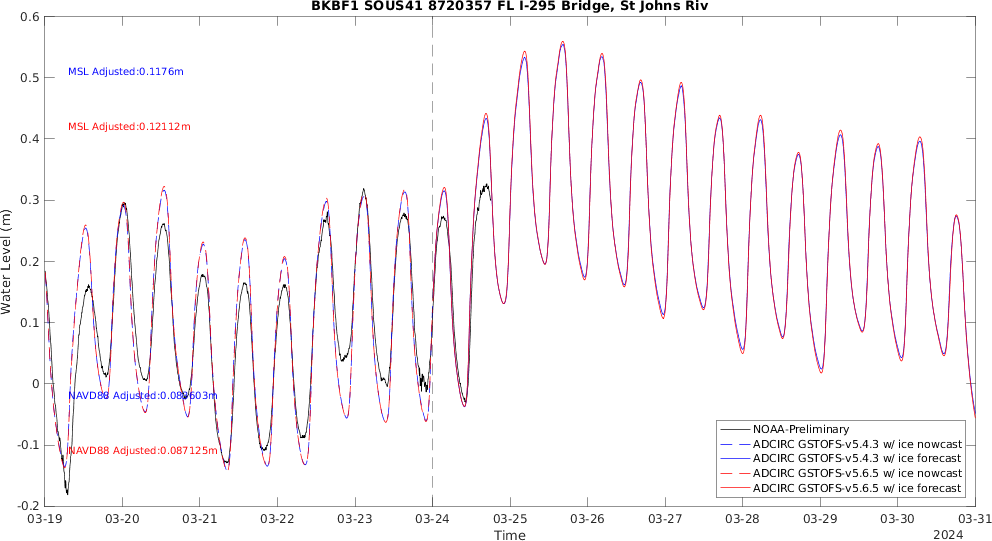 BKBF1 SOUS41 8720357 FL I-295 Bridge, St Johns Riv
0.6
0.5
0.4
0.3
0.2
0.1
0
-0.1
-0.2
Water Level (m)
MSL Adjusted:0.1176m
MSL Adjusted:0.12112m
NAVD88 Adjusted:0.083603m
NAVD88 Adjusted:0.087125m
NOAA-Preliminary
ADCIRC GSTOFS-v5.4.3 w/ ice nowcast
ADCIRC GSTOFS-v5.4.3 w/ ice forecast
ADCIRC GSTOFS-v5.6.5 w/ ice nowcast
ADCIRC GSTOFS-v5.6.5 w/ ice forecast
03-19 03-20 03-21 03-22 03-23 03-24 03-25 03-26 03-27 03-28 03-29 03-30 03-31
Time
2024